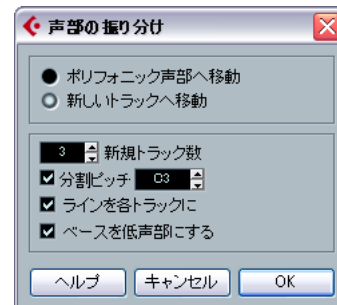 声部の振り分け
ポリフォニック声部へ移動
新しいトラックへ移動
3 新規トラック数
分割ピッチ C3
ラインを各トラックに
ベースを低声部にする
ヘルプ キャンセル OK